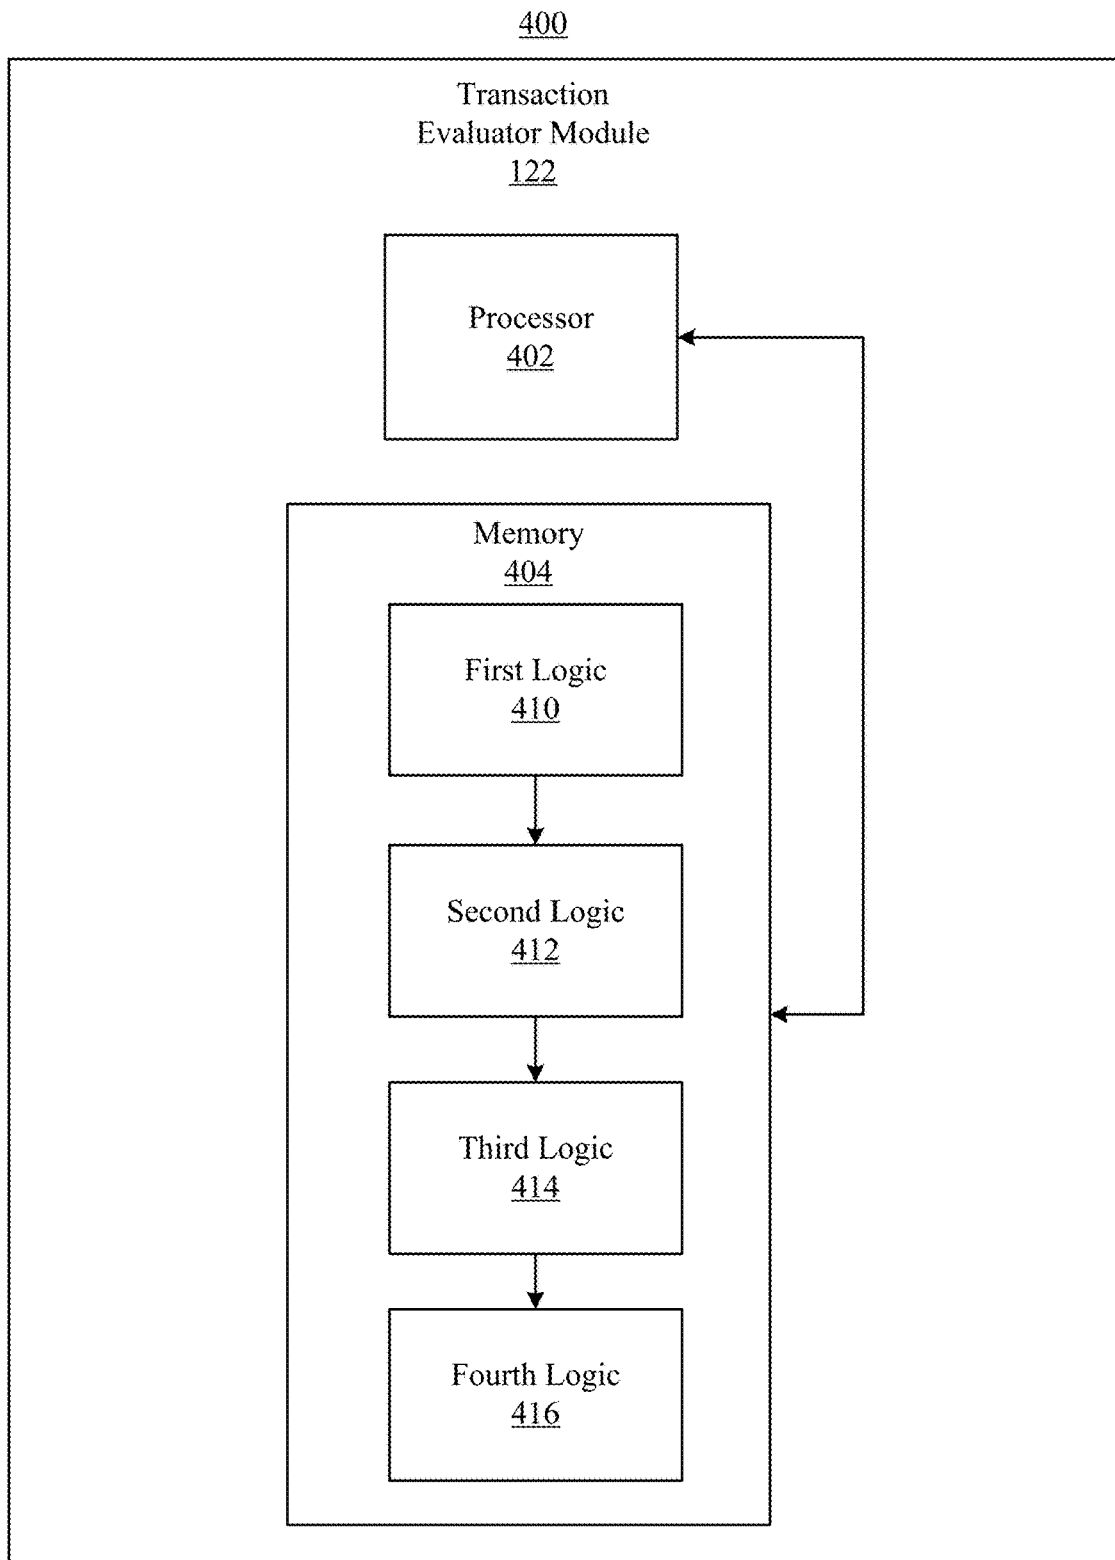 400
Transaction
Evaluator Module
122
Processor
402
Memory
404
First Logic
410
Second Logic
412
Third Logic
414
Fourth Logic
416